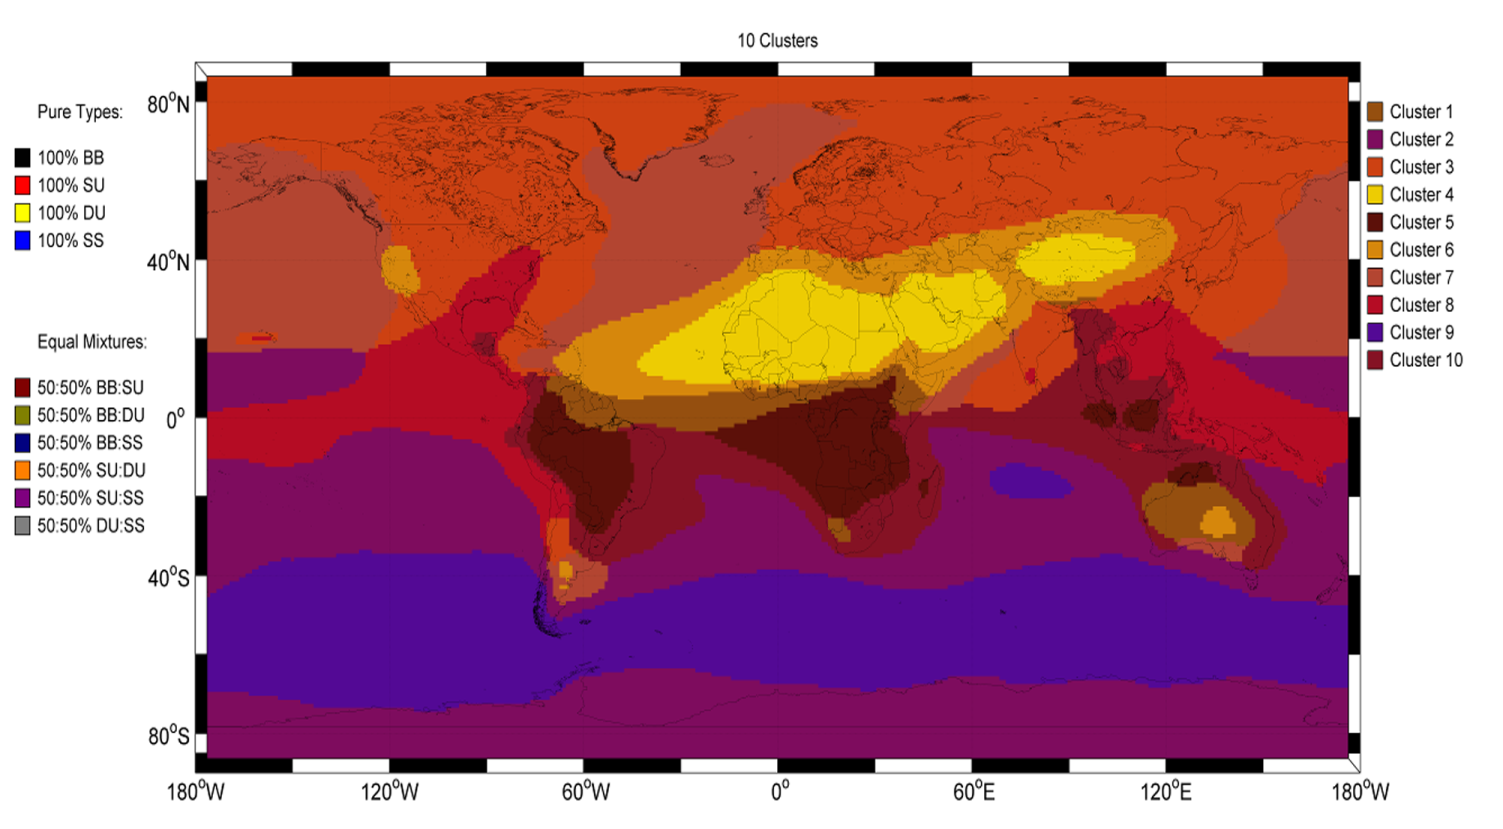 10 Clusters
Pure Types:
100% BB
100% SU
100% DU
100% SS
Equal Mixtures:
50:50% BB:SU
50:50% BB:DU
50:50% BB:SS
50:50% SU:DU
50:50% SU:SS
50:50% DU:SS
80°N
40°N
0°
40°S
80°S
180°W
120°W
60°W
0°
60°E
120°E
180°W
Cluster 1
Cluster 2
Cluster 3
Cluster 4
Cluster 5
Cluster 6
Cluster 7
Cluster 8
Cluster 9
Cluster 10